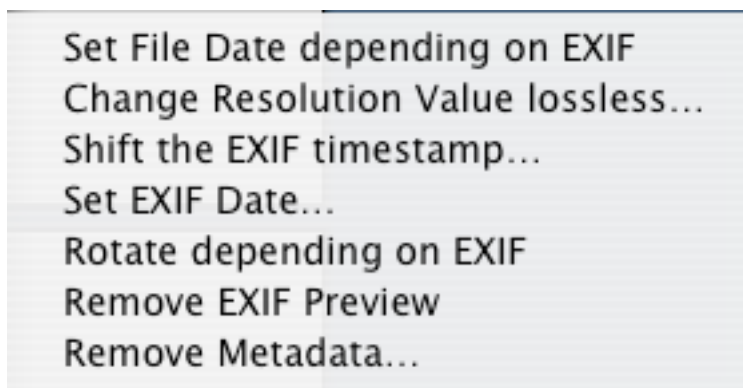 Set File Date depending on EXIF
Change Resolution Value lossless...
Shift the EXIF timestamp...
Set EXIF Date...
Rotate depending on EXIF
Remove EXIF Preview
Remove Metadata...